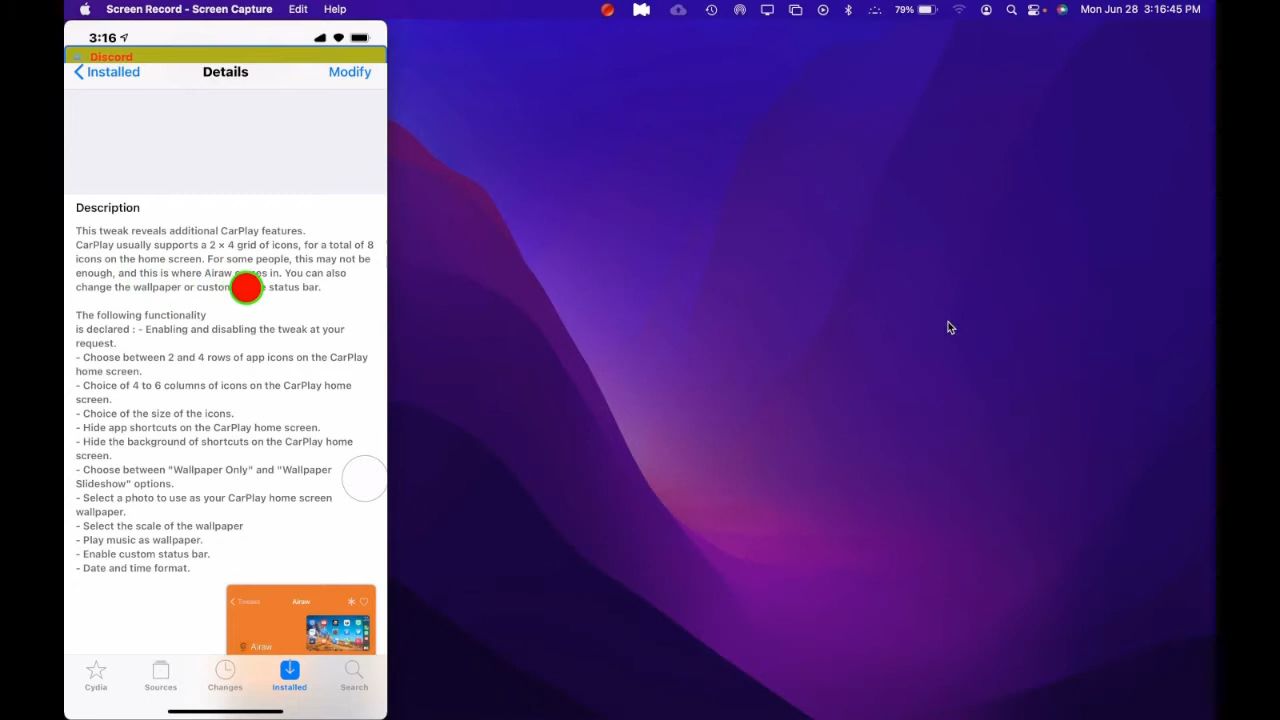 Screen Record - Screen Capture Edit Help 79% Mon Jun 28 3:16:45 PM
3:16
Discord
Installed Details Modify
Description
This tweak reveals additional CarPlay features.
CarPlay usually supports a 2 × 4 grid of icons, for a total of 8
icons on the home screen. For some people, this may not be
enough, and this is where Airaw in. You can also
change the wallpaper or status bar.
The following functionality
is declared : - Enabling and disabling the tweak at your
request.
- Choose between 2 and 4 rows of app icons on the CarPlay
home screen.
- Choice of 4 to 6 columns of icons on the CarPlay home
screen.
- Choice of the size of the icons.
- Hide app shortcuts on the CarPlay home screen.
- Hide the background of shortcuts on the CarPlay home
screen.
- Choose between "Wallpaper Only" and "Wallpaper
Slideshow" options.
- Select a photo to use as your CarPlay home screen
wallpaper.
- Select the scale of the wallpaper
- Play music as wallpaper.
- Enable custom status bar.
- Date and time format.
Tweaks Airaw
Airaw
Cydia Sources Changes Installed Search